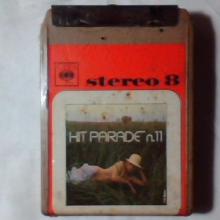 CBS
stereo 8
HIT PARADE n.11